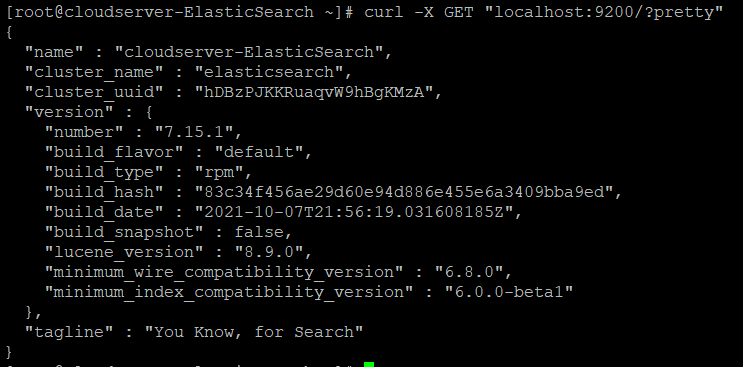 [root@cloudserver-ElasticSearch ~]# curl -X GET "localhost:9200/?pretty"
{
  "name" : "cloudserver-ElasticSearch",
  "cluster_name" : "elasticsearch",
  "cluster_uuid" : "hDBzPJKKRuaqvW9hBgKMzA",
  "version" : {
    "number" : "7.15.1",
    "build_flavor" : "default",
    "build_type" : "rpm",
    "build_hash" : "83c34f456ae29d60e94d886e455e6a3409bba9ed",
    "build_date" : "2021-10-07T21:56:19.031608185Z",
    "build_snapshot" : false,
    "lucene_version" : "8.9.0",
    "minimum_wire_compatibility_version" : "6.8.0",
    "minimum_index_compatibility_version" : "6.0.0-beta1"
  },
  "tagline" : "You Know, for Search"
}